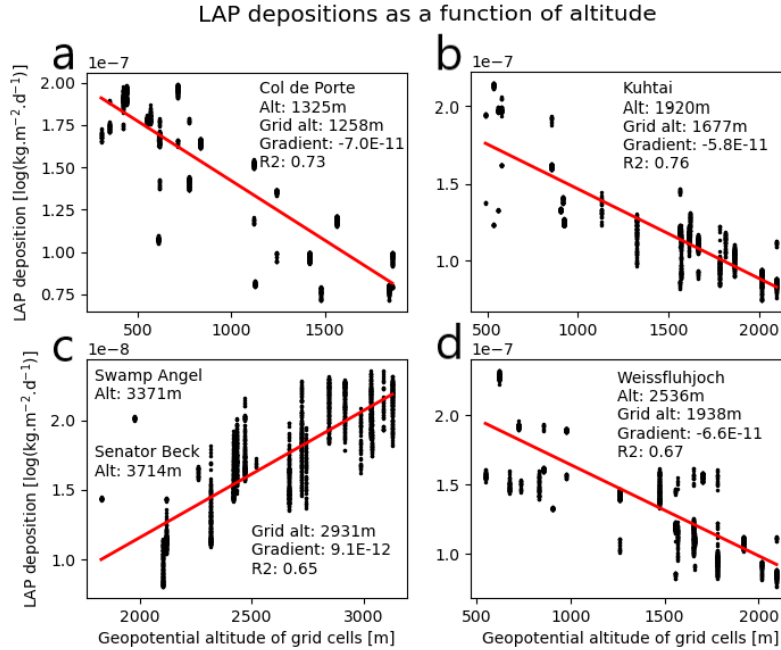 LAP depositions as a function of altitude
a
1e−7
LAP deposition [log(kg.m⁻².d⁻¹)]
2.00
1.75
1.50
1.25
1.00
0.75
500
1000
1500
Col de Porte
Alt: 1325m
Grid alt: 1258m
Gradient: -7.0E-11
R2: 0.73
b
1e−7
2.0
1.5
1.0
500
1000
1500
2000
Kuhtai
Alt: 1920m
Grid alt: 1677m
Gradient: -5.8E-11
R2: 0.76
c
1e−8
LAP deposition [log(kg.m⁻².d⁻¹)]
2.0
1.5
1.0
2000
2500
3000
Swamp Angel
Alt: 3371m
Senator Beck
Alt: 3714m
Grid alt: 2931m
Gradient: 9.1E-12
R2: 0.65
Geopotential altitude of grid cells [m]
d
1e−7
2.0
1.5
1.0
500
1000
1500
2000
Weissfluhjoch
Alt: 2536m
Grid alt: 1938m
Gradient: -6.6E-11
R2: 0.67
Geopotential altitude of grid cells [m]